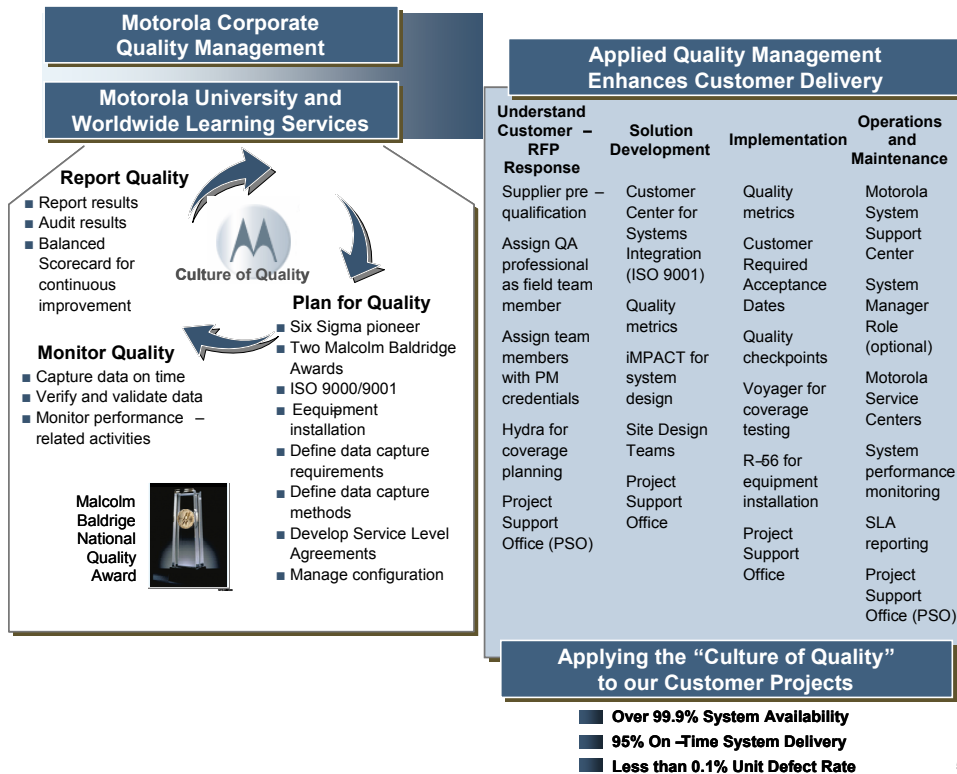 Motorola Corporate
Quality Management
Motorola University and
Worldwide Learning Services
Report Quality
■ Report results
■ Audit results
■ Balanced
Scorecard for
continuous
improvement
Culture of Quality
Plan for Quality
■ Six Sigma pioneer
■ Two Malcolm Baldridge
Awards
■ ISO 9000/9001
■ Eequipment
installation
■ Define data capture
requirements
■ Define data capture
methods
■ Develop Service Level
Agreements
■ Manage configuration
Monitor Quality
■ Capture data on time
■ Verify and validate data
■ Monitor performance –
related activities
Malcolm
Baldrige
National
Quality
Award
Applied Quality Management
Enhances Customer Delivery
Understand
Customer –
RFP
Response
Supplier pre –
qualification
Assign QA
professional
as field team
member
Assign team
members
with PM
credentials
Hydra for
coverage
planning
Project
Support
Office (PSO)
Solution
Development
Customer
Center for
Systems
Integration
(ISO 9001)
Quality
metrics
iMPACT for
system
design
Site Design
Teams
Project
Support
Office
Implementation
Quality
metrics
Customer
Required
Acceptance
Dates
Quality
checkpoints
Voyager for
coverage
testing
R–56 for
equipment
installation
Project
Support
Office
Operations
and
Maintenance
Motorola
System
Support
Center
System
Manager
Role
(optional)
Motorola
Service
Centers
System
performance
monitoring
SLA
reporting
Project
Support
Office (PSO)
Applying the “Culture of Quality”
to our Customer Projects
Over 99.9% System Availability
95% On –Time System Delivery
Less than 0.1% Unit Defect Rate